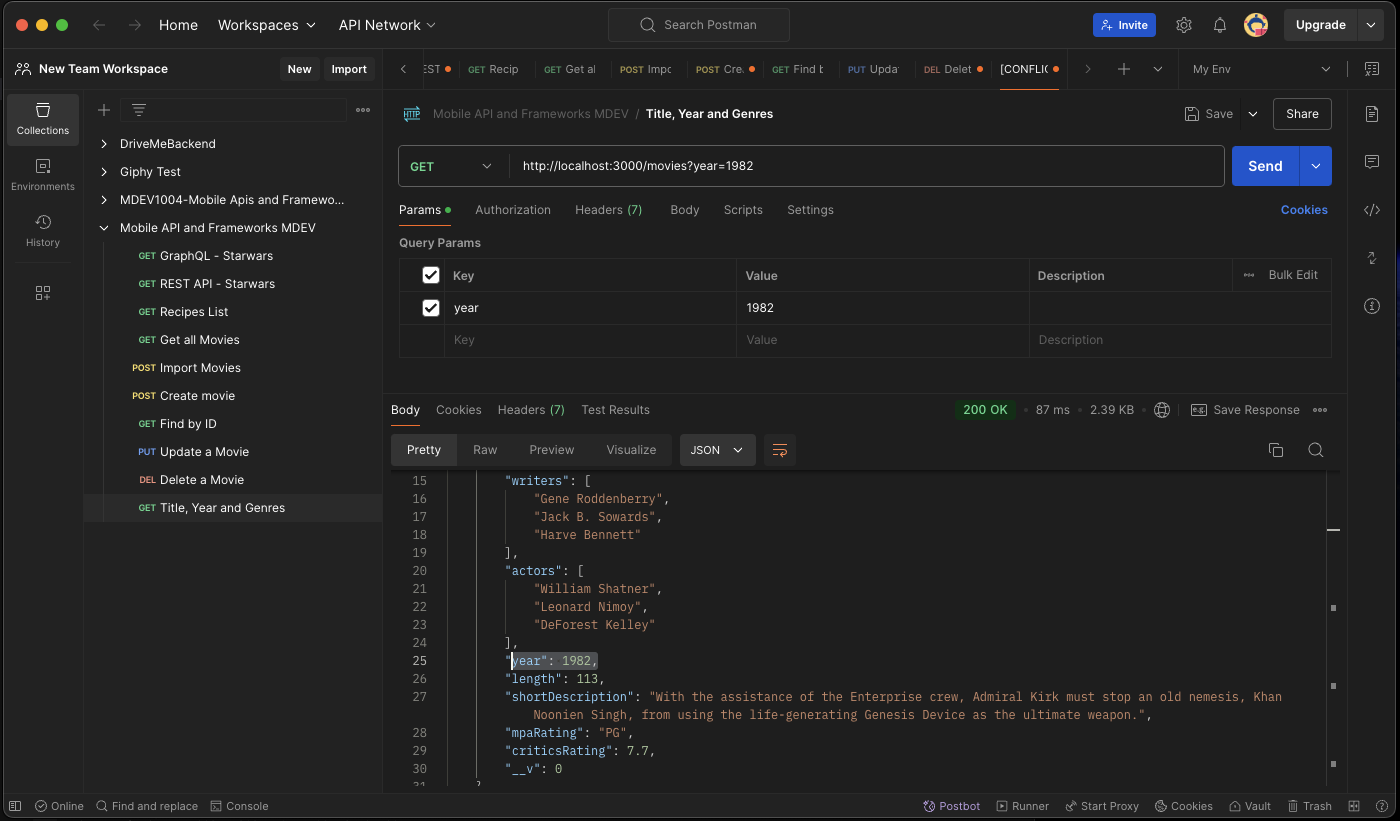 Home Workspaces API Network Search Postman Invite Upgrade
New Team Workspace New Import
EST GET Recip GET Get al POST Impo POST Cre GET Find b PUT Upda DEL Delet [CONFLIC My Env
Collections
Environments
History
DriveMeBackend
Giphy Test
MDEV1004-Mobile Apis and Framewo...
Mobile API and Frameworks MDEV
GET GraphQL - Starwars
GET REST API - Starwars
GET Recipes List
GET Get all Movies
POST Import Movies
POST Create movie
GET Find by ID
PUT Update a Movie
DEL Delete a Movie
GET Title, Year and Genres
HTTP Mobile API and Frameworks MDEV / Title, Year and Genres Save Share
GET http://localhost:3000/movies?year=1982 Send
Params Authorization Headers (7) Body Scripts Settings Cookies
Query Params
Key Value Description Bulk Edit
year 1982
Key Value Description
Body Cookies Headers (7) Test Results 200 OK 87 ms 2.39 KB e.g. Save Response
Pretty Raw Preview Visualize JSON
15 "writers": [
16 "Gene Roddenberry",
17 "Jack B. Sowards",
18 "Harve Bennett"
19 ],
20 "actors": [
21 "William Shatner",
22 "Leonard Nimoy",
23 "DeForest Kelley"
24 ],
25 "year": 1982,
26 "length": 113,
27 "shortDescription": "With the assistance of the Enterprise crew, Admiral Kirk must stop an old nemesis, Khan
Noonien Singh, from using the life-generating Genesis Device as the ultimate weapon.",
28 "mpaRating": "PG",
29 "criticsRating": 7.7,
30 "__v": 0
31 }
Online Find and replace Console Postbot Runner Start Proxy Cookies Vault Trash